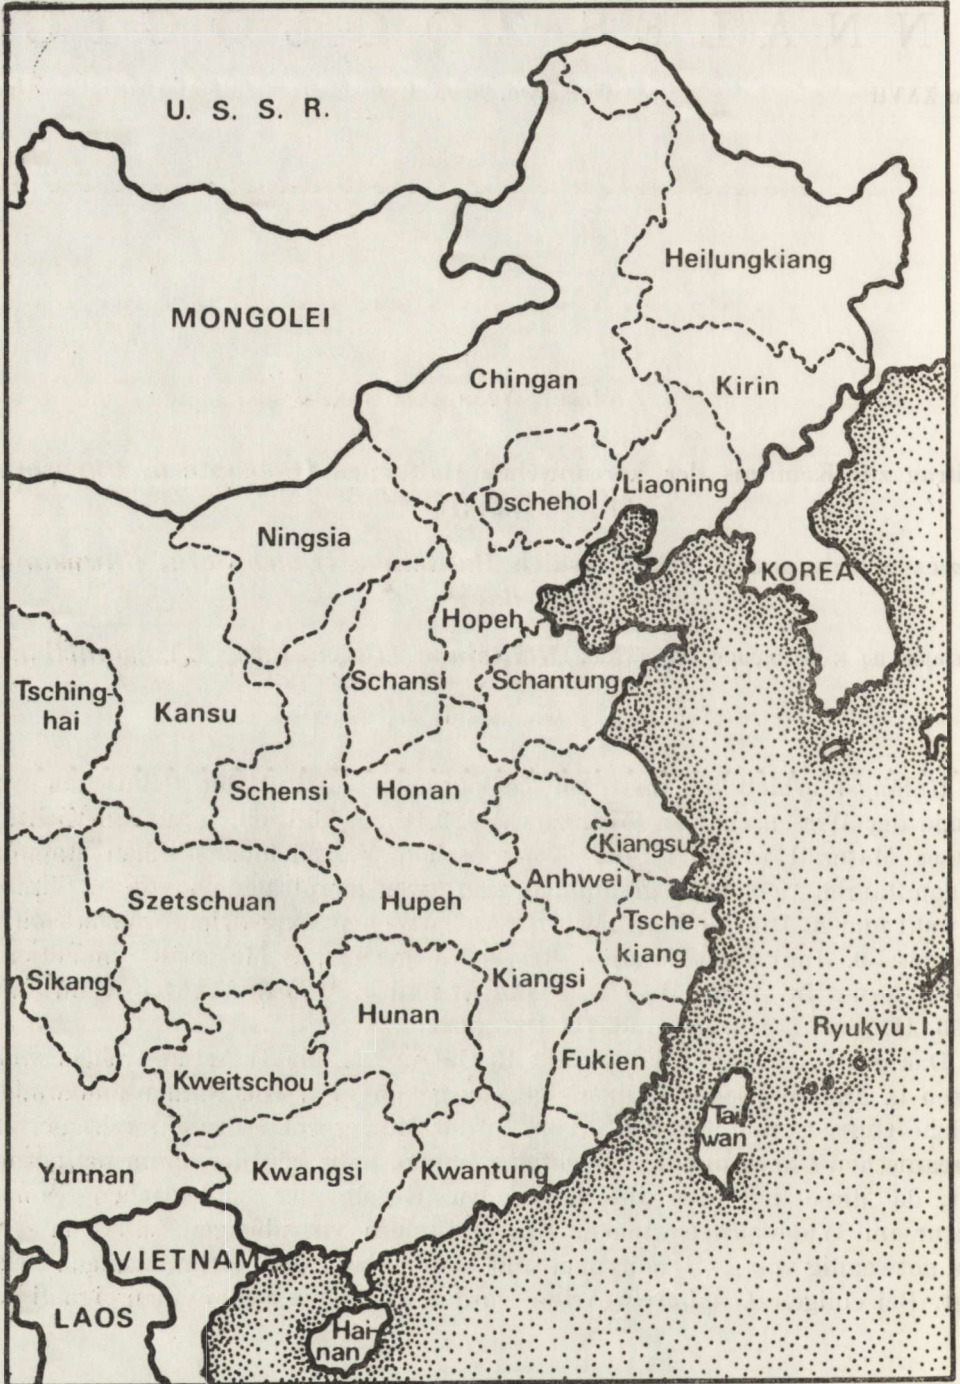 U. S. S. R.
Heilungkiang
MONGOLEI
Chingan
Kirin
Dschehol
Liaoning
Ningsia
KOREA
Hopeh
Tsching-
hai
Kansu
Schansi
Schantung
Schensi
Honan
Kiangsu
Anhwei
Szetschuan
Hupeh
Tsche-
kiang
Sikang
Kiangsi
Hunan
Ryukyu-I.
Fukien
Kweitschou
Tai
wan
Yunnan
Kwangsi
Kwantung
VIETNAM
LAOS
Hai-
nan